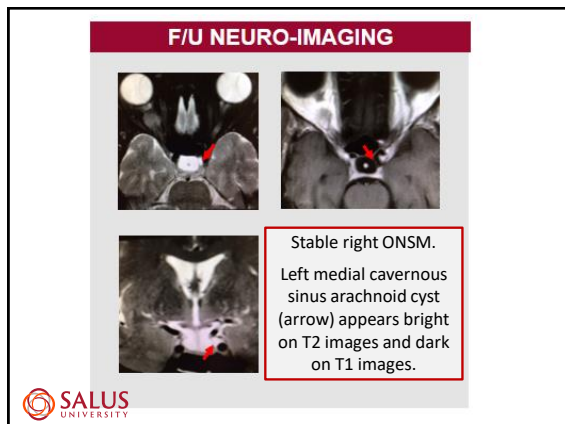 F/U NEURO-IMAGING
Stable right ONSM.
Left medial cavernous
sinus arachnoid cyst
(arrow) appears bright
on T2 images and dark
on T1 images.
SALUS
UNIVERSITY